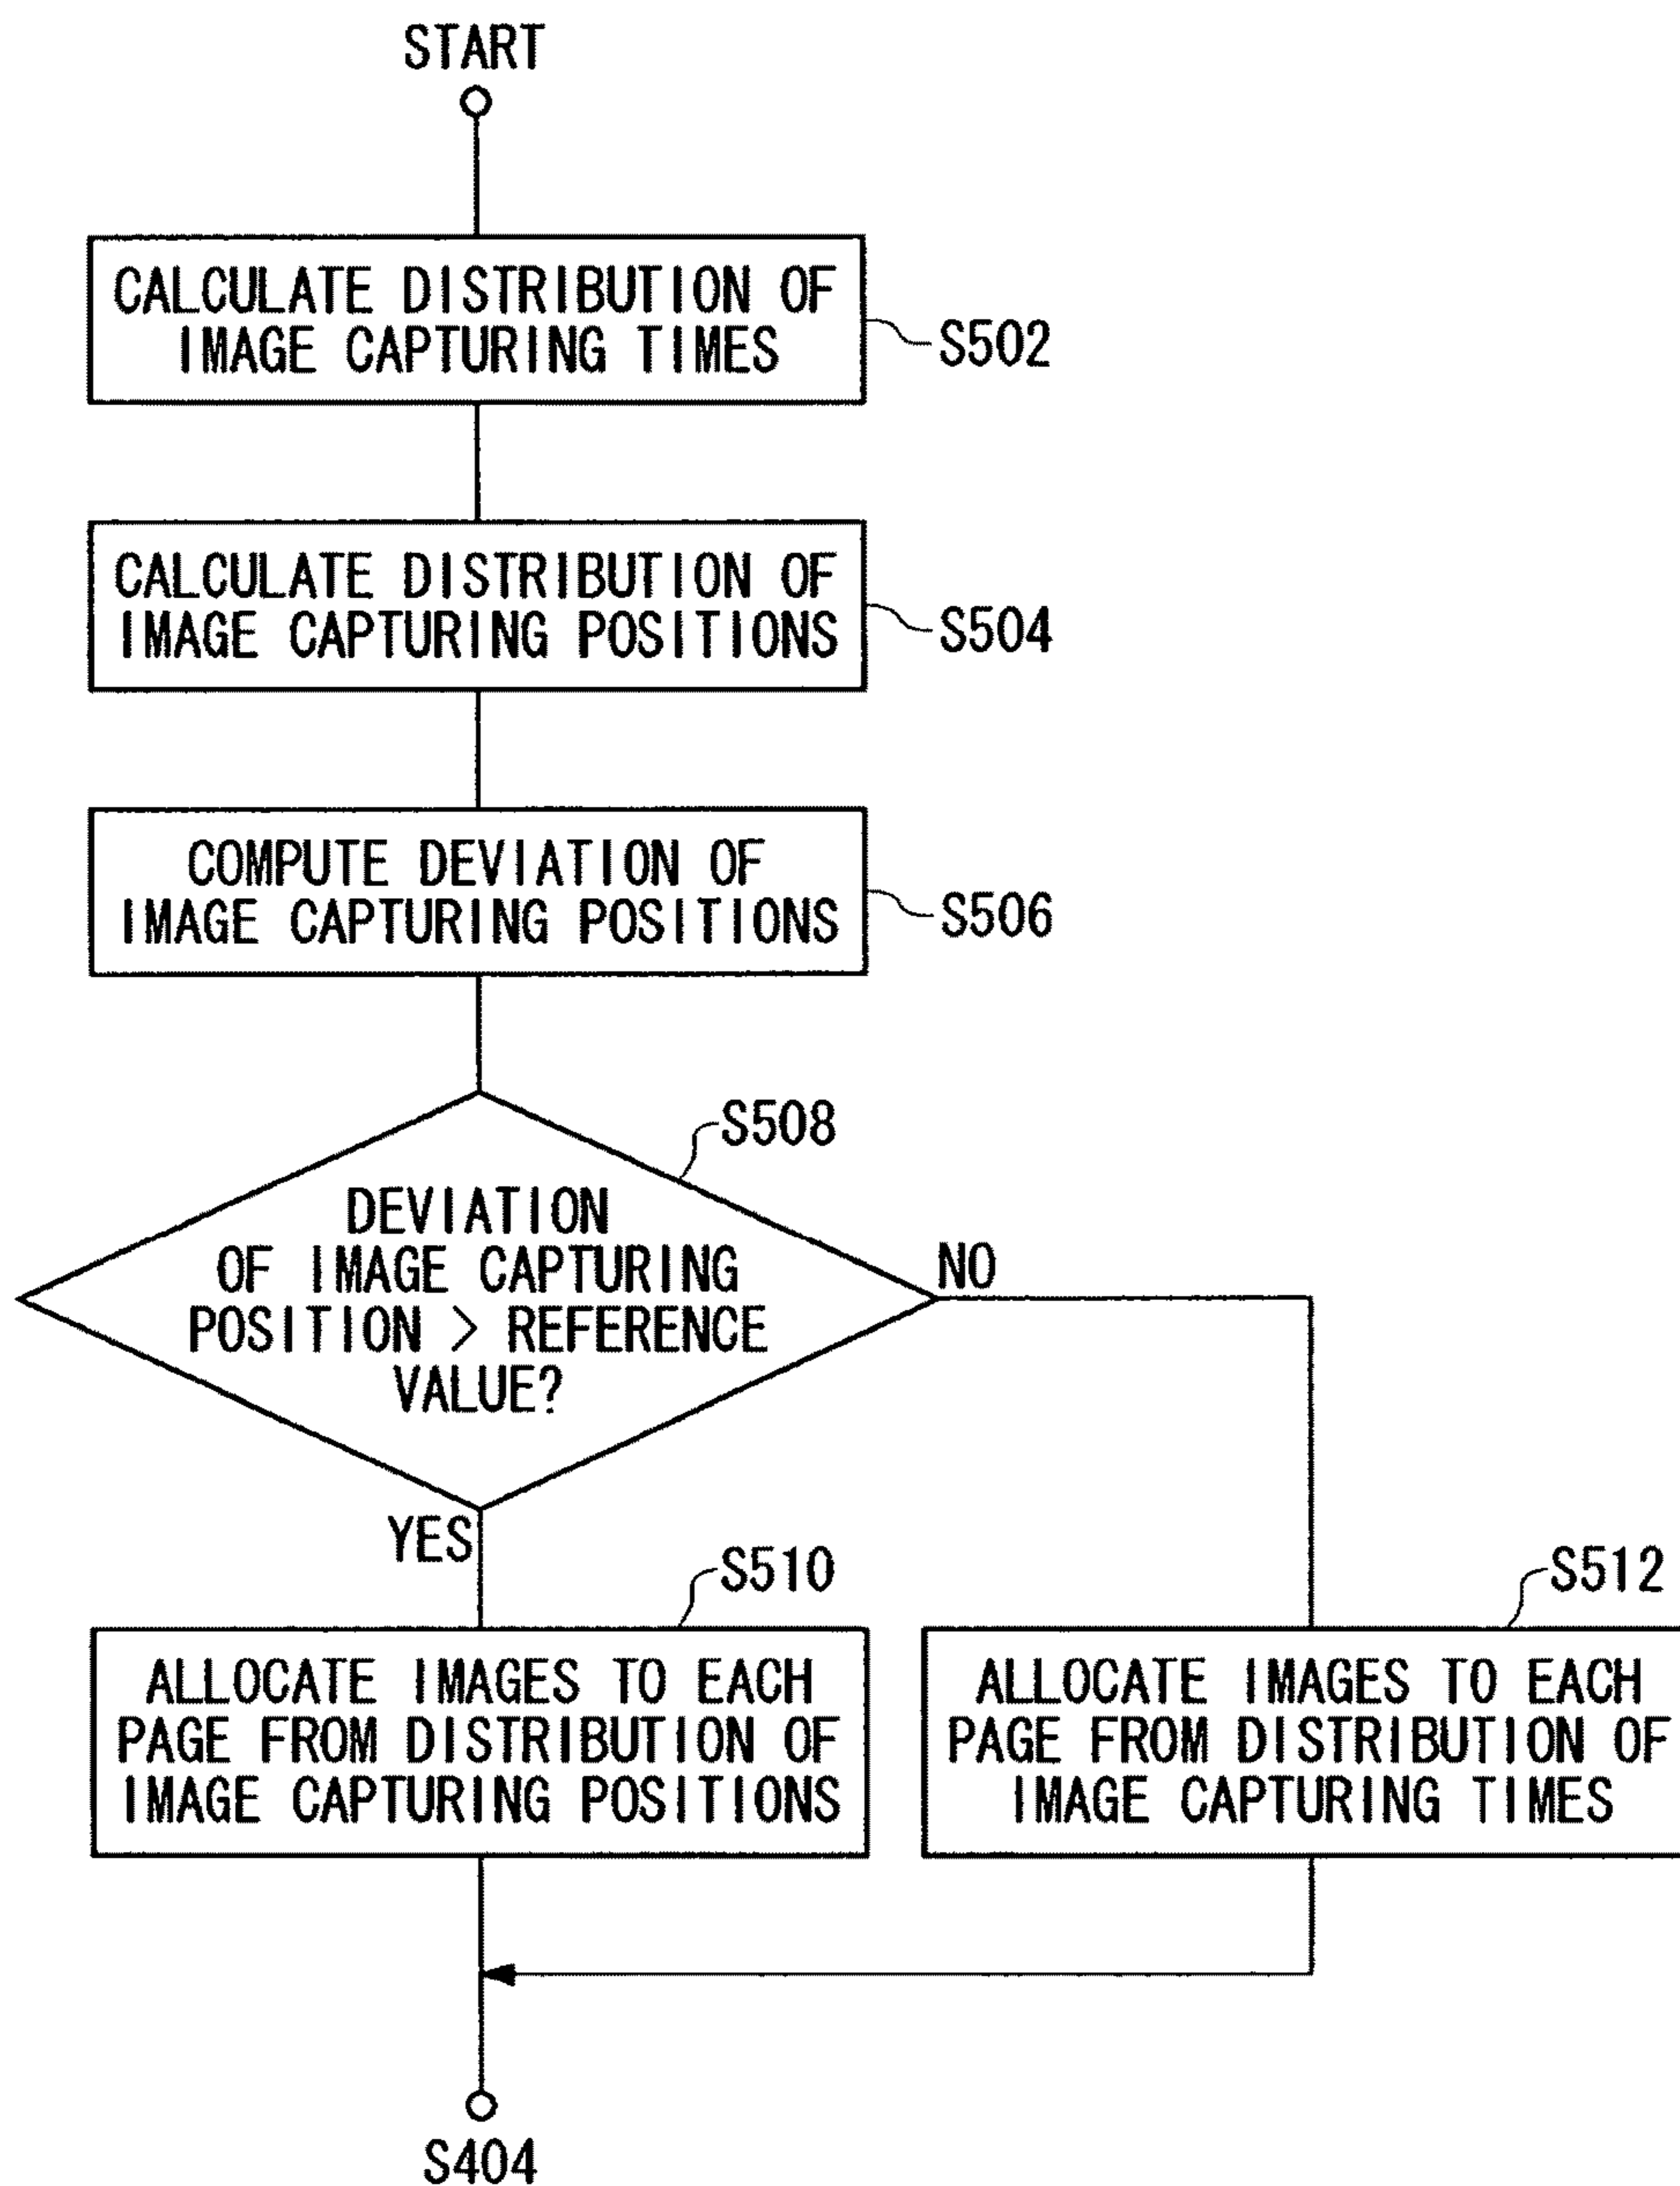 START
CALCULATE DISTRIBUTION OF
IMAGE CAPTURING TIMES
S502
CALCULATE DISTRIBUTION OF
IMAGE CAPTURING POSITIONS
S504
COMPUTE DEVIATION OF
IMAGE CAPTURING POSITIONS
S506
S508
DEVIATION
OF IMAGE CAPTURING
POSITION > REFERENCE
VALUE?
NO
YES
S510
ALLOCATE IMAGES TO EACH
PAGE FROM DISTRIBUTION OF
IMAGE CAPTURING POSITIONS
S512
ALLOCATE IMAGES TO EACH
PAGE FROM DISTRIBUTION OF
IMAGE CAPTURING TIMES
S404